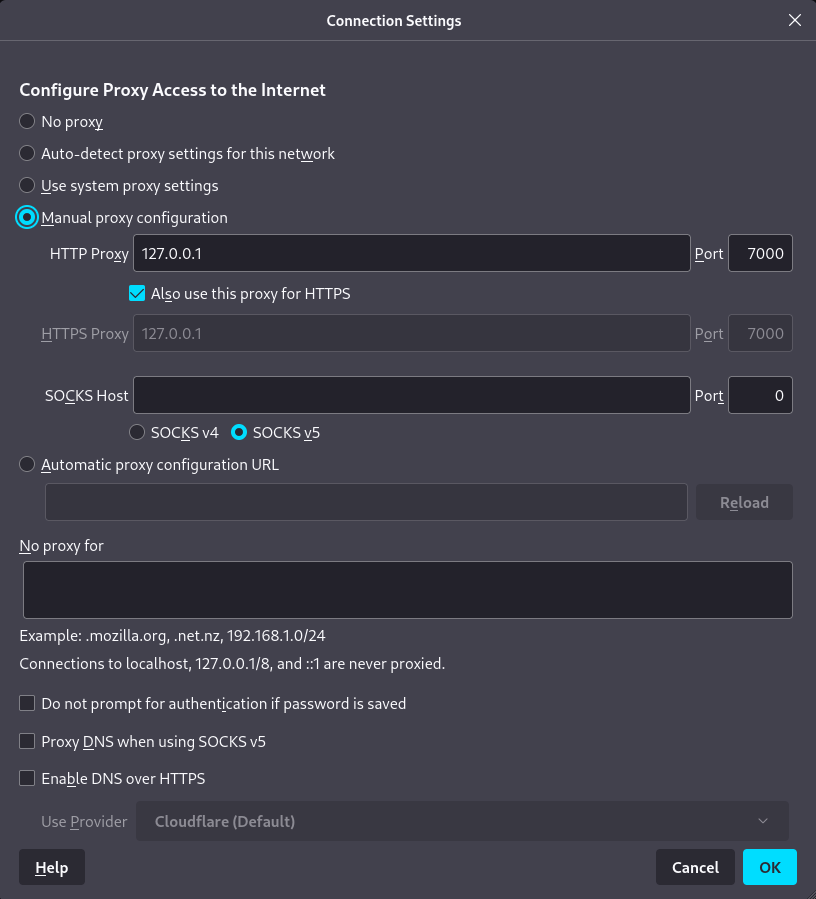 Connection Settings
Configure Proxy Access to the Internet
No proxy
Auto-detect proxy settings for this network
Use system proxy settings
Manual proxy configuration
HTTP Proxy 127.0.0.1 Port 7000
Also use this proxy for HTTPS
HTTPS Proxy 127.0.0.1 Port 7000
SOCKS Host Port 0
SOCKS v4 SOCKS v5
Automatic proxy configuration URL
Reload
No proxy for
Example: .mozilla.org, .net.nz, 192.168.1.0/24
Connections to localhost, 127.0.0.1/8, and ::1 are never proxied.
Do not prompt for authentication if password is saved
Proxy DNS when using SOCKS v5
Enable DNS over HTTPS
Use Provider Cloudflare (Default)
Help Cancel OK